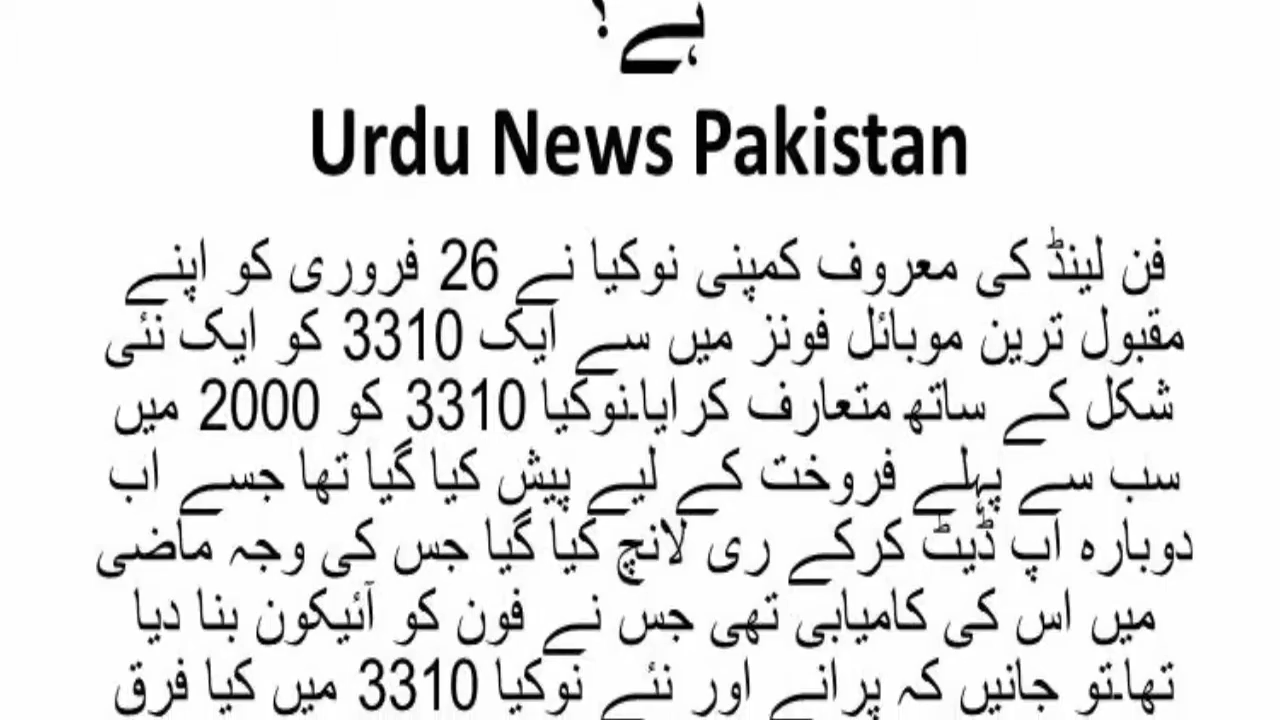 ہے؟
Urdu News Pakistan
فن لینڈ کی معروف کمپنی نوکیا نے 26 فروری کو اپنے
مقبول ترین موبائل فونز میں سے ایک 3310 کو ایک نئی
شکل کے ساتھ متعارف کرایا۔نوکیا 3310 کو 2000 میں
سب سے پہلے فروخت کے لیے پیش کیا گیا تھا جسے اب
دوبارہ اپ ڈیٹ کرکے ری لانچ کیا گیا جس کی وجہ ماضی
میں اس کی کامیابی تھی جس نے فون کو آئیکون بنا دیا
تھا۔تو جانیں کہ پرانے اور نئے نوکیا 3310 میں کیا فرق